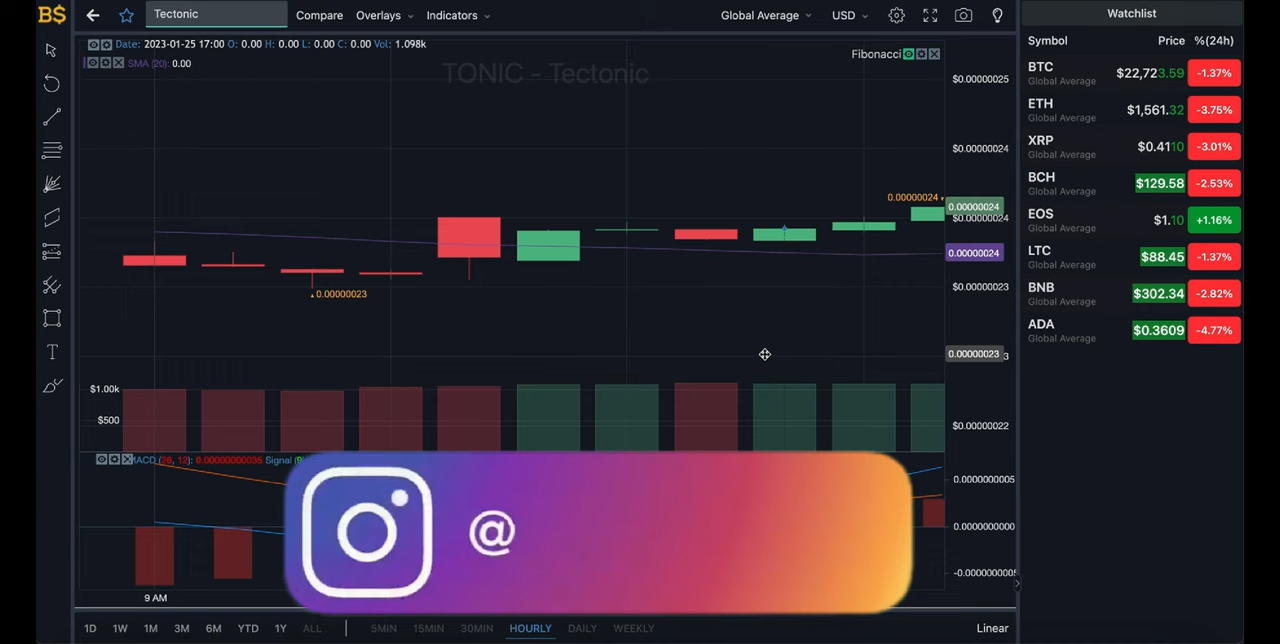 B$
Tectonic
Compare
Overlays
Indicators
Global Average
USD
Date: 2023-01-25 17:00 O: 0.00 H: 0.00 L: 0.00 C: 0.00 Vol: 1.098k
SMA (20): 0.00
TONIC - Tectonic
Fibonacci
$0.00000025
$0.00000024
0.00000024
0.00000024
$0.00000024
0.00000024
$0.00000023
0.00000023
0.00000023
$0.00000022
$1.00k
$500
MACD (26, 12): 0.00000000035 Signal (9
0.000000000
9 AM
@
1D
1W
1M
3M
6M
YTD
1Y
ALL
5MIN
15MIN
30MIN
HOURLY
DAILY
WEEKLY
Linear
Watchlist
Symbol Price %(24h)
BTC $22,723.59 -1.37%
Global Average
ETH $1,561.32 -3.75%
Global Average
XRP $0.4110 -3.01%
Global Average
BCH $129.58 -2.53%
Global Average
EOS $1.10 +1.16%
Global Average
LTC $88.45 -1.37%
Global Average
BNB $302.34 -2.82%
Global Average
ADA $0.3609 -4.77%
Global Average